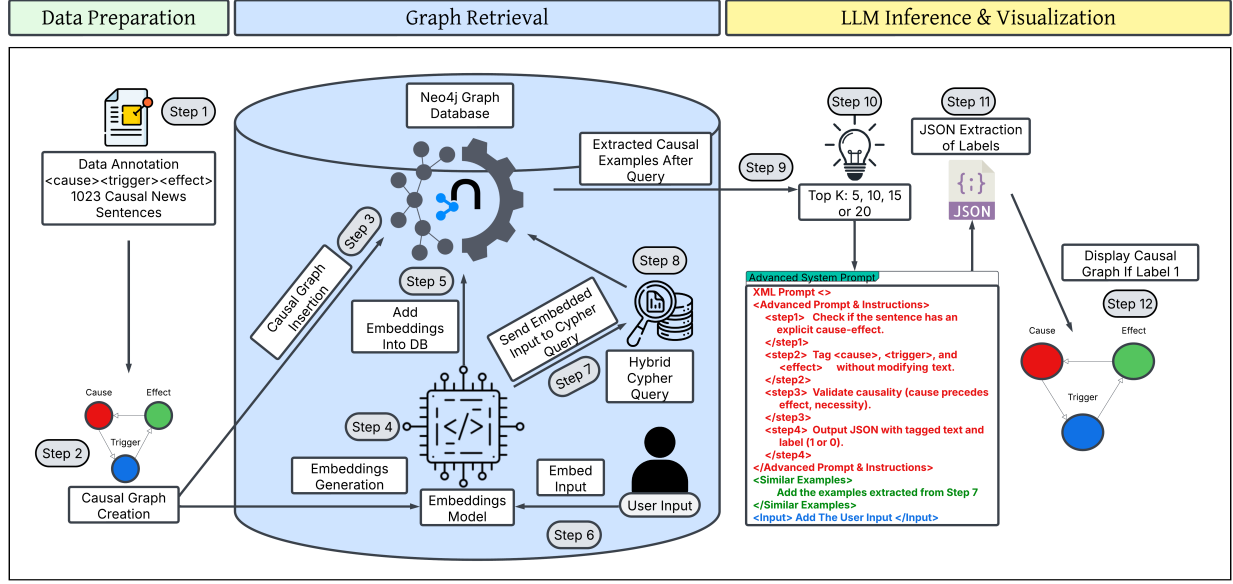 Data Preparation
Graph Retrieval
LLM Inference & Visualization
Step 1
Data Annotation
<cause><trigger><effect>
1023 Causal News
Sentences
Step 2
Cause
Effect
Trigger
Causal Graph
Creation
Step 3
Causal Graph
Insertion
Neo4j Graph
Database
Step 5
Add
Embeddings
Into DB
Step 4
Embeddings
Generation
</>
Embeddings
Model
Embed
Input
User Input
Step 6
Send Embedded
Input to Cypher
Query
Step 7
Step 8
Hybrid
Cypher
Query
Extracted Causal
Examples After
Query
Step 9
Step 10
Top K: 5, 10, 15
or 20
Step 11
JSON Extraction
of Labels
{;}
JSON
Advanced System Prompt
XML Prompt <>
<Advanced Prompt & Instructions>
<step1> Check if the sentence has an
explicit cause-effect.
</step1>
<step2> Tag <cause>, <trigger>, and
<effect> without modifying text.
</step2>
<step3> Validate causality (cause precedes
effect, necessity).
</step3>
<step4> Output JSON with tagged text and
label (1 or 0).
</step4>
</Advanced Prompt & Instructions>
<Similar Examples>
Add the examples extracted from Step 7
</Similar Examples>
<Input> Add The User Input </Input>
Display Causal
Graph If Label 1
Step 12
Cause
Effect
Trigger